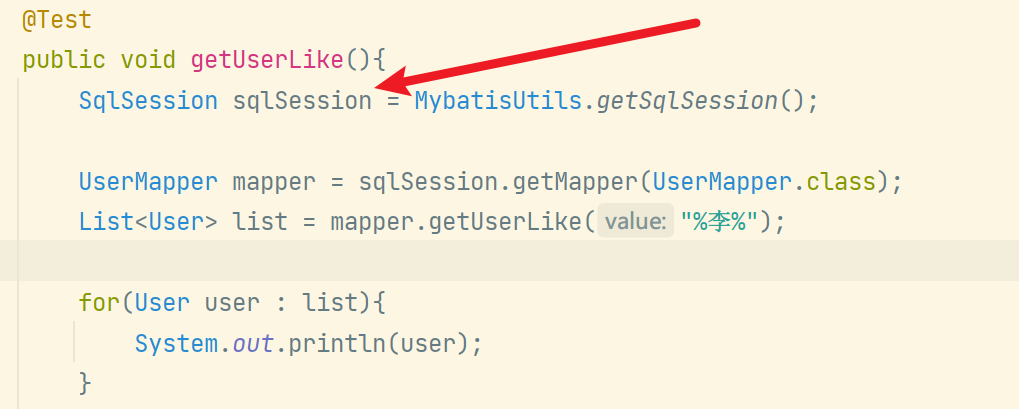 @Test
public void getUserLike(){
SqlSession sqlSession = MybatisUtils.getSqlSession();
UserMapper mapper = sqlSession.getMapper(UserMapper.class);
List<User> list = mapper.getUserLike( value: "%李%");
for(User user : list){
System.out.println(user);
}